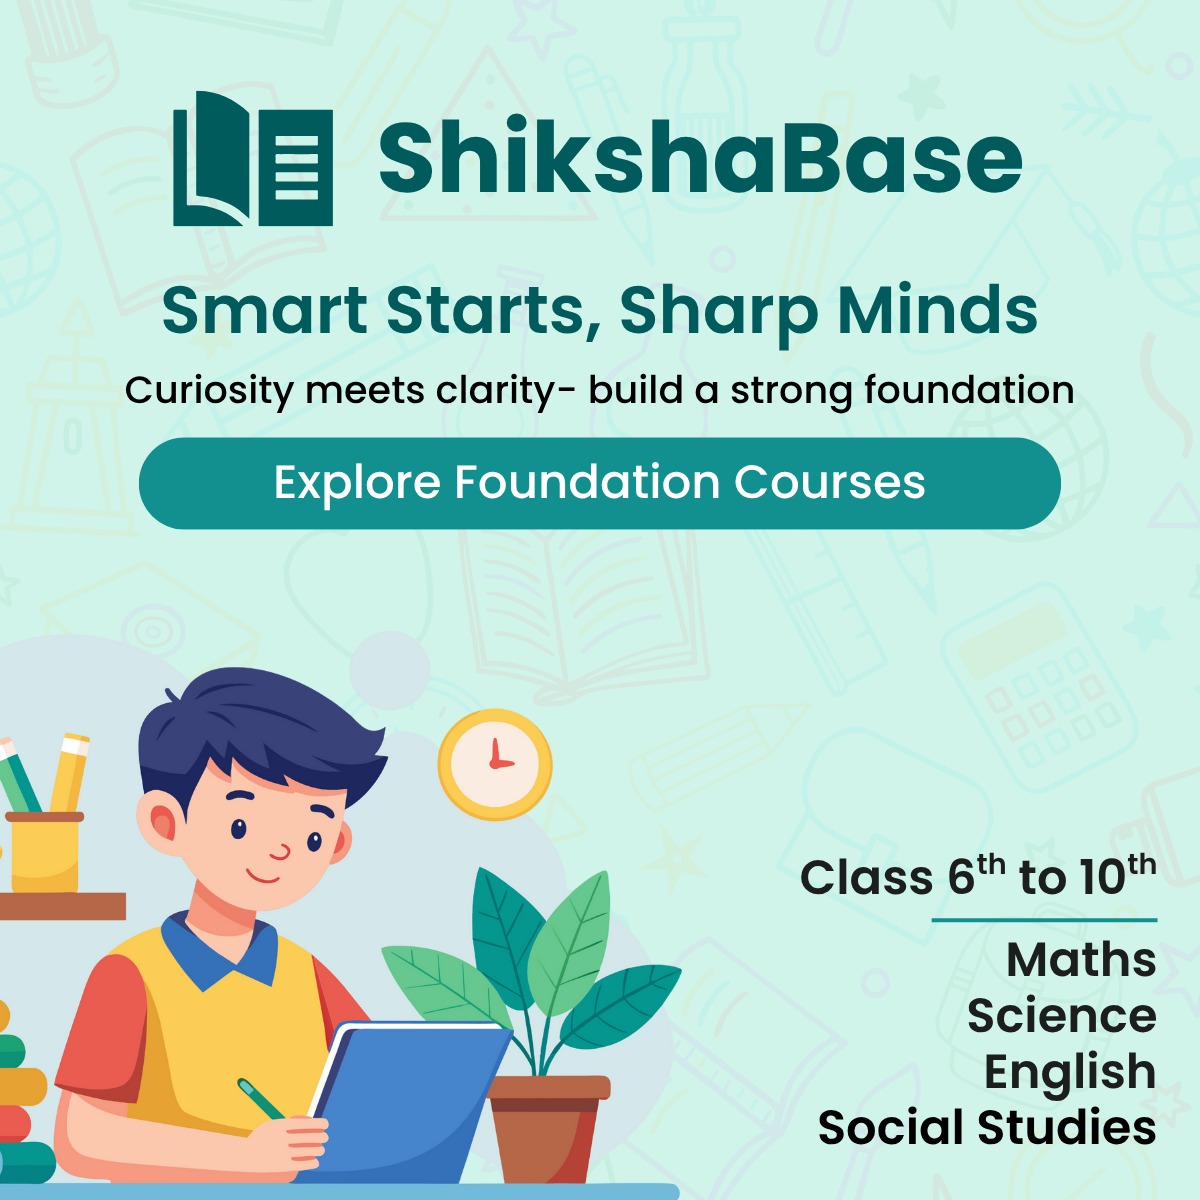 ShikshaBase
Smart Starts, Sharp Minds
Curiosity meets clarity- build a strong foundation
Explore Foundation Courses
Class 6th to 10th
Maths
Science
English
Social Studies